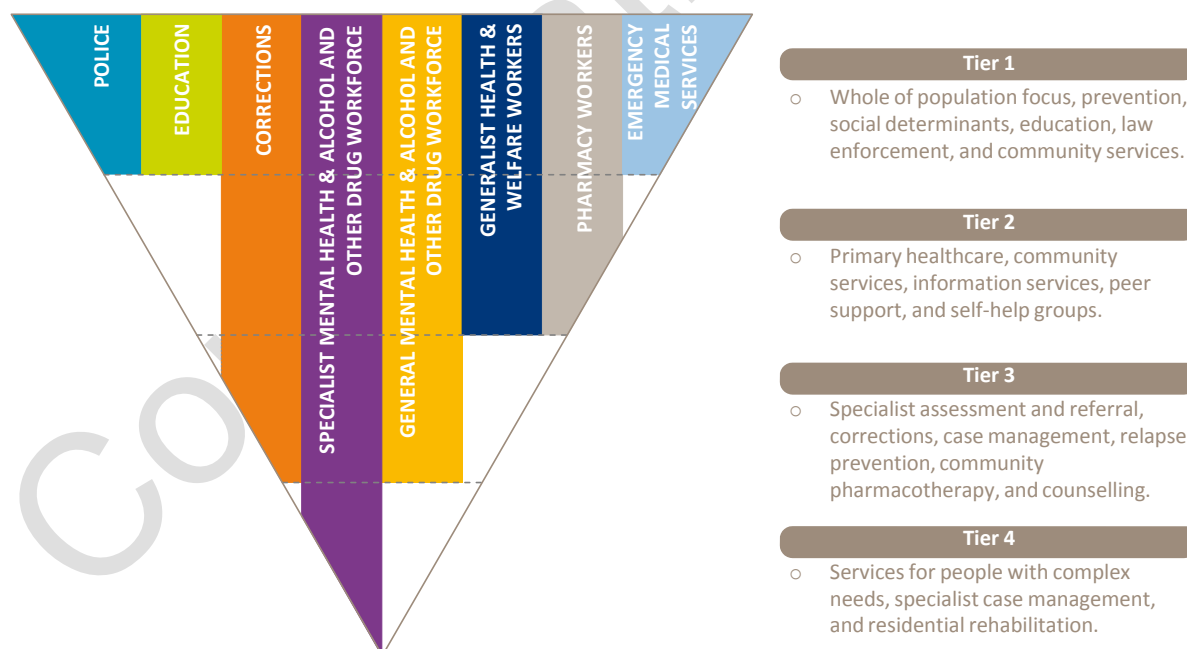 POLICE
EDUCATION
CORRECTIONS
SPECIALIST MENTAL HEALTH & ALCOHOL AND
OTHER DRUG WORKFORCE
GENERAL MENTAL HEALTH & ALCOHOL AND
OTHER DRUG WORKFORCE
GENERALIST HEALTH &
WELFARE WORKERS
PHARMACY WORKERS
EMERGENCY
MEDICAL
SERVICES
Tier 1
○ Whole of population focus, prevention,
social determinants, education, law
enforcement, and community services.
Tier 2
○ Primary healthcare, community
services, information services, peer
support, and self-help groups.
Tier 3
○ Specialist assessment and referral,
corrections, case management, relapse
prevention, community
pharmacotherapy, and counselling.
Tier 4
○ Services for people with complex
needs, specialist case management,
and residential rehabilitation.